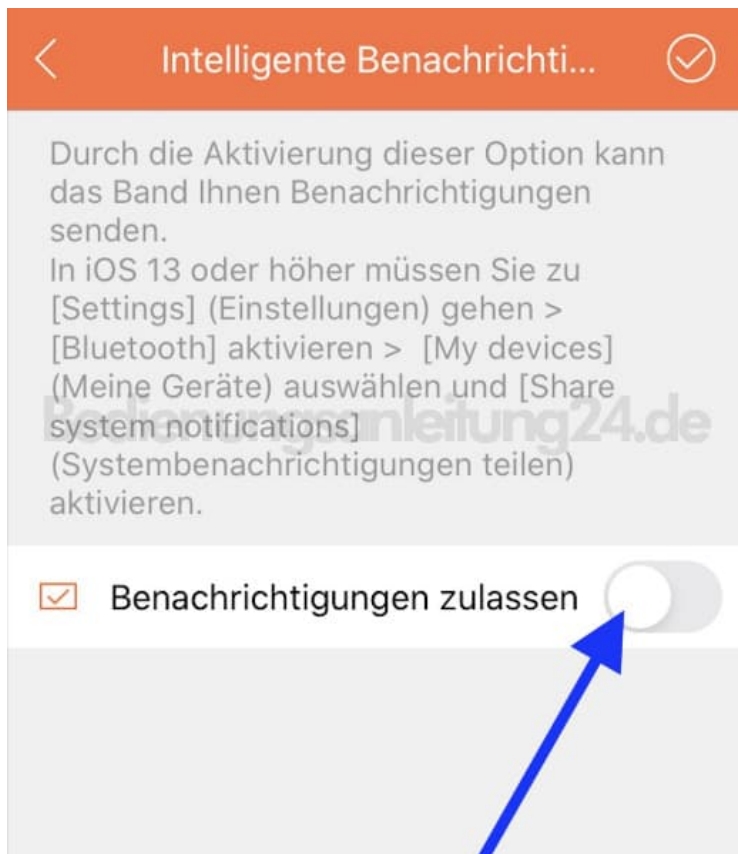 Intelligente Benachrichti...
Durch die Aktivierung dieser Option kann
das Band Ihnen Benachrichtigungen
senden.
In iOS 13 oder höher müssen Sie zu
[Settings] (Einstellungen) gehen >
[Bluetooth] aktivieren > [My devices]
(Meine Geräte) auswählen und [Share
system notifications]
Bedienungsanleitung24.de
(Systembenachrichtigungen teilen)
aktivieren.
Benachrichtigungen zulassen